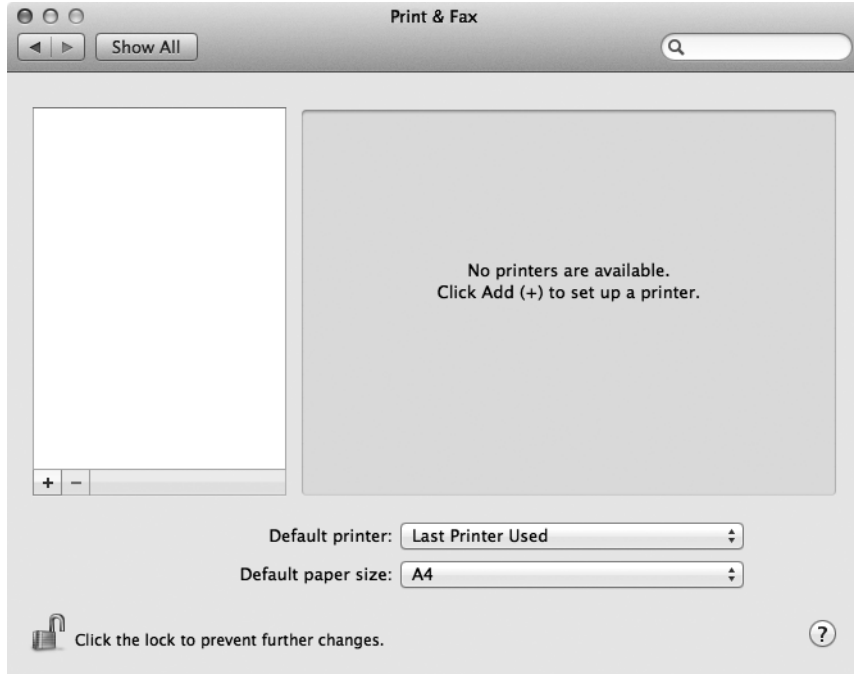 Print & Fax
Show All
No printers are available.
Click Add (+) to set up a printer.
+ −
Default printer: Last Printer Used
Default paper size: A4
Click the lock to prevent further changes.
?